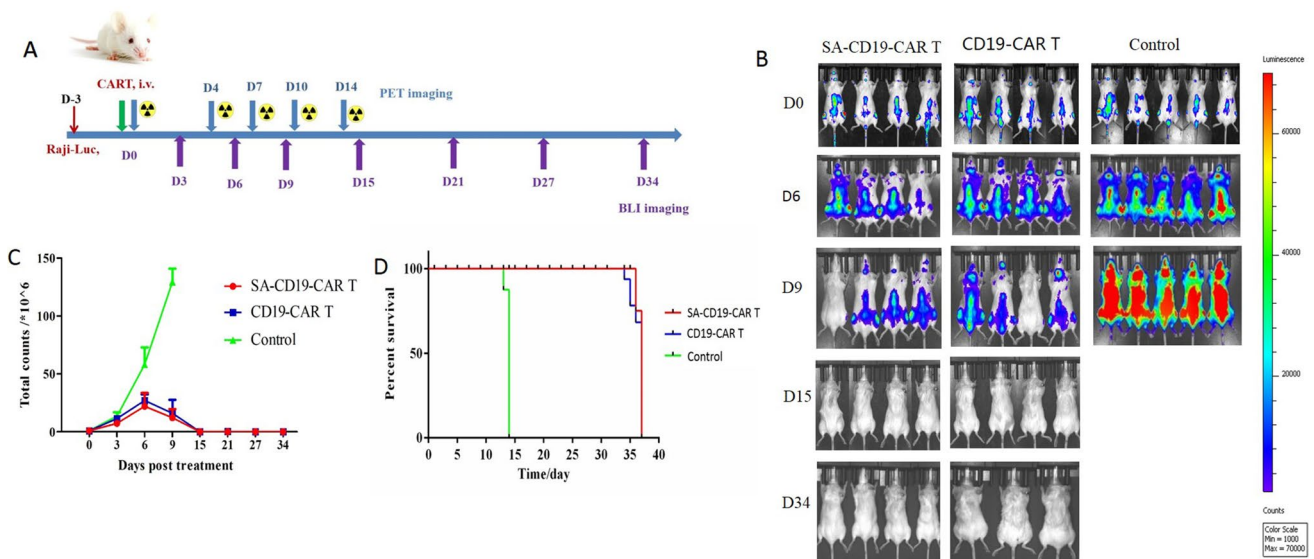 A
D-3
CART, i.v.
D4
D7
D10
D14
PET imaging
Raji-Luc,
D0
D3
D6
D9
D15
D21
D27
D34
BLI imaging
B
SA-CD19-CAR T
CD19-CAR T
Control
D0
D6
D9
D15
D34
Luminescence
60000
40000
20000
Counts
Color Scale
Min = 1000
Max = 70000
C
Total counts /*10^6
150
100
50
0
SA-CD19-CAR T
CD19-CAR T
Control
0 3 6 9 15 21 27 34
Days post treatment
D
Percent survival
100
50
0
SA-CD19-CAR T
CD19-CAR T
Control
0 5 10 15 20 25 30 35 40
Time/day